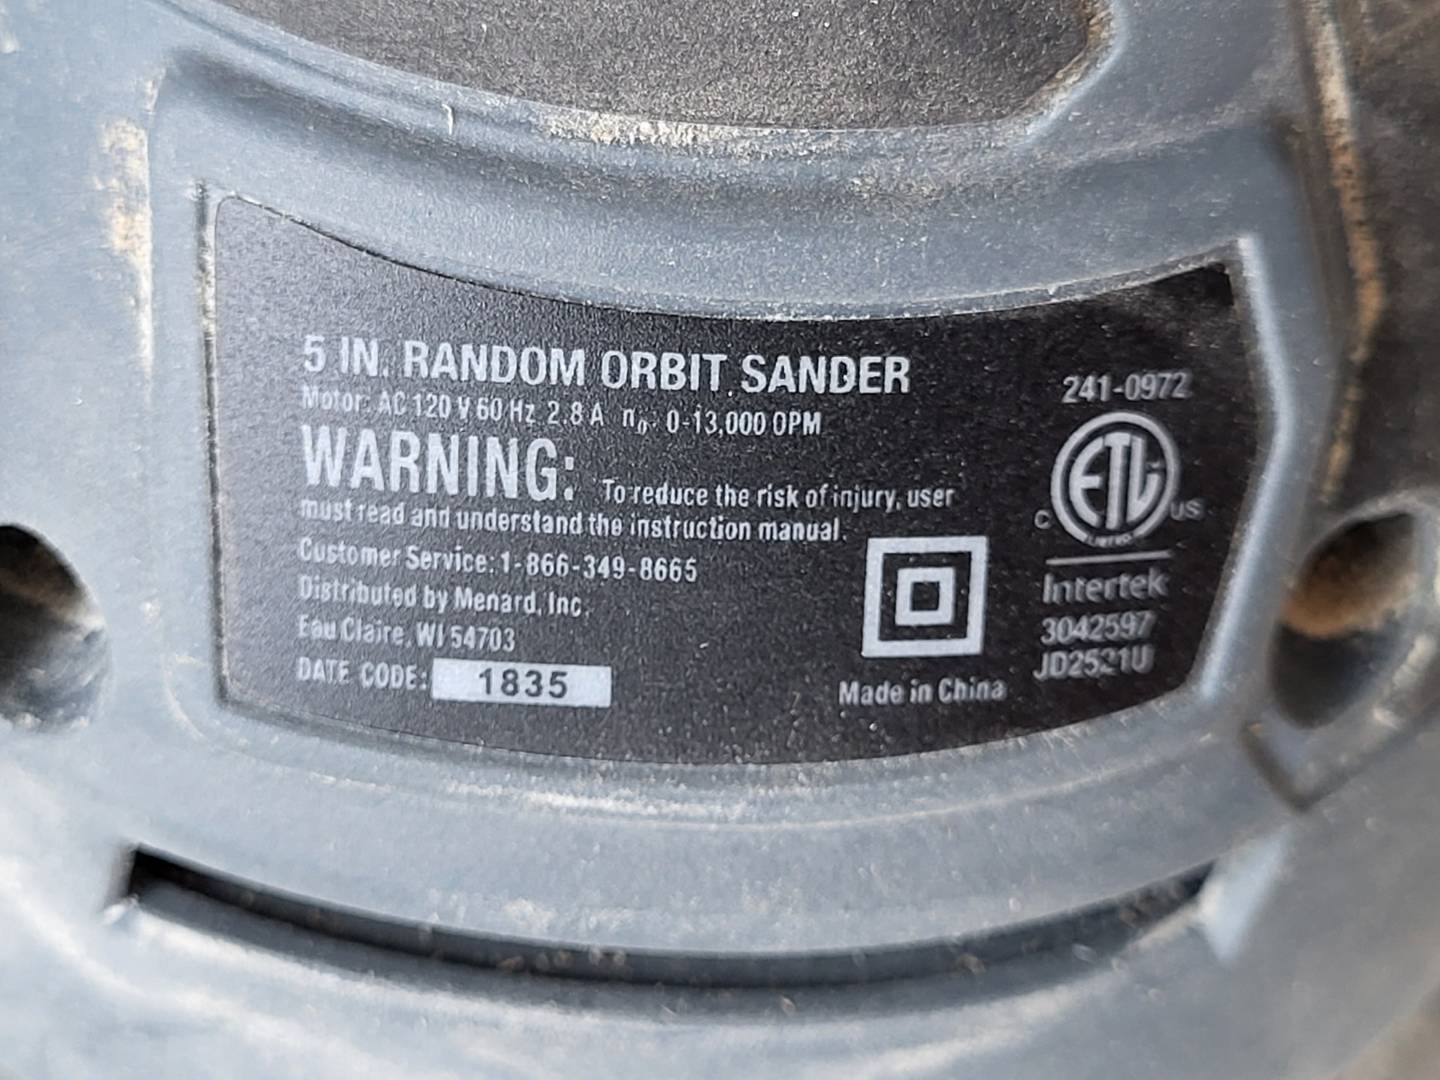 5 IN. RANDOM ORBIT SANDER
Motor: AC 120 V 60 Hz 2.8 A n₀: 0-13,000 OPM
WARNING: To reduce the risk of injury, user
must read and understand the instruction manual.
Customer Service: 1-866-349-8665
Distributed by Menard, Inc.
Eau Claire, WI 54703
DATE CODE: 1835
Made in China
241-0972
ETL
C US
LISTED
Intertek
3042597
JD2521U